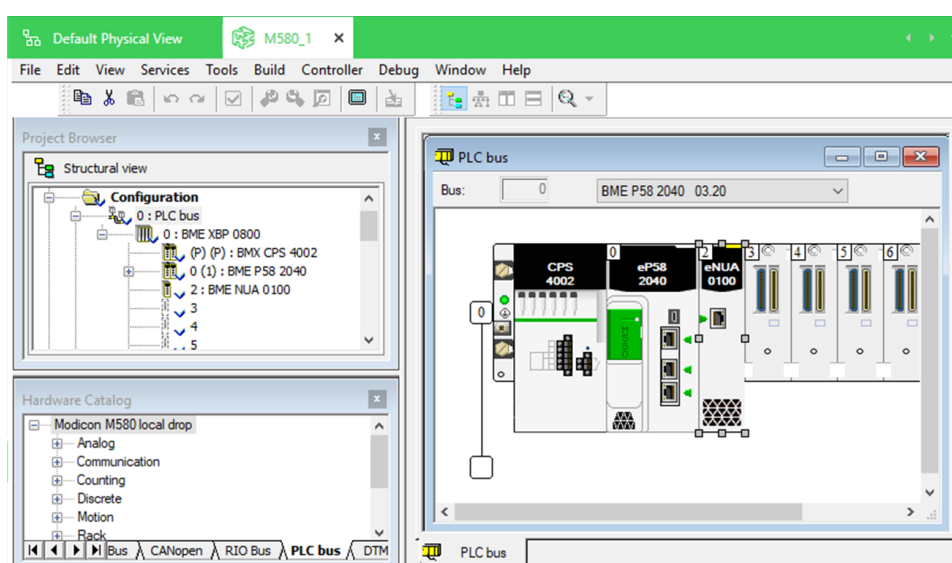 Default Physical View M580_1
File Edit View Services Tools Build Controller Debug Window Help
Project Browser
Structural view
Configuration
0 : PLC bus
0 : BME XBP 0800
(P) (P) : BMX CPS 4002
0 (1) : BME P58 2040
2 : BME NUA 0100
3
4
5
Hardware Catalog
Modicon M580 local drop
Analog
Communication
Counting
Discrete
Motion
Rack
Bus CANopen RIO Bus PLC bus DTM
PLC bus
Bus: 0 BME P58 2040 03.20
0 2 3 4 5 6
CPS
4002
eP58
2040
eNUA
0100
0
M580
PLC bus